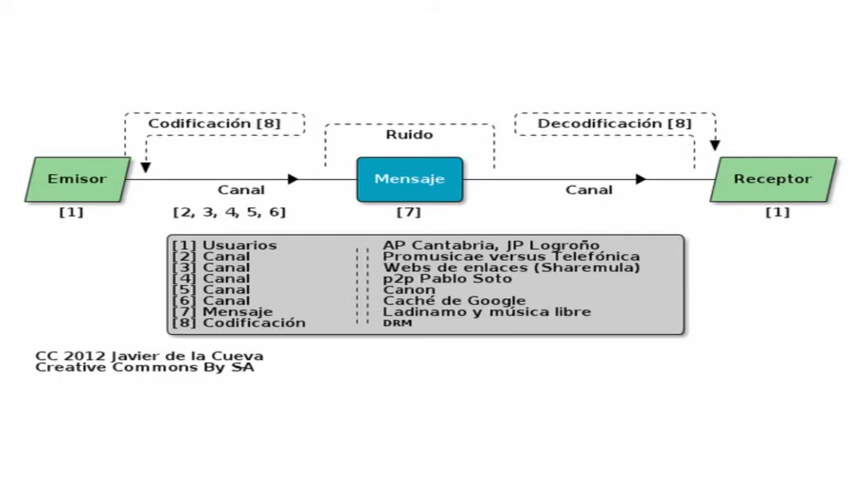 Codificación [8]
Ruido
Decodificación [8]
Emisor
Canal
Mensaje
Canal
Receptor
[1]
[2, 3, 4, 5, 6]
[7]
[1]
[1] Usuarios AP Cantabria, JP Logroño
[2] Canal Promusicae versus Telefónica
[3] Canal Webs de enlaces (Sharemula)
[4] Canal p2p Pablo Soto
[5] Canal Canon
[6] Canal Caché de Google
[7] Mensaje Ladinamo y música libre
[8] Codificación DRM
CC 2012 Javier de la Cueva
Creative Commons By SA